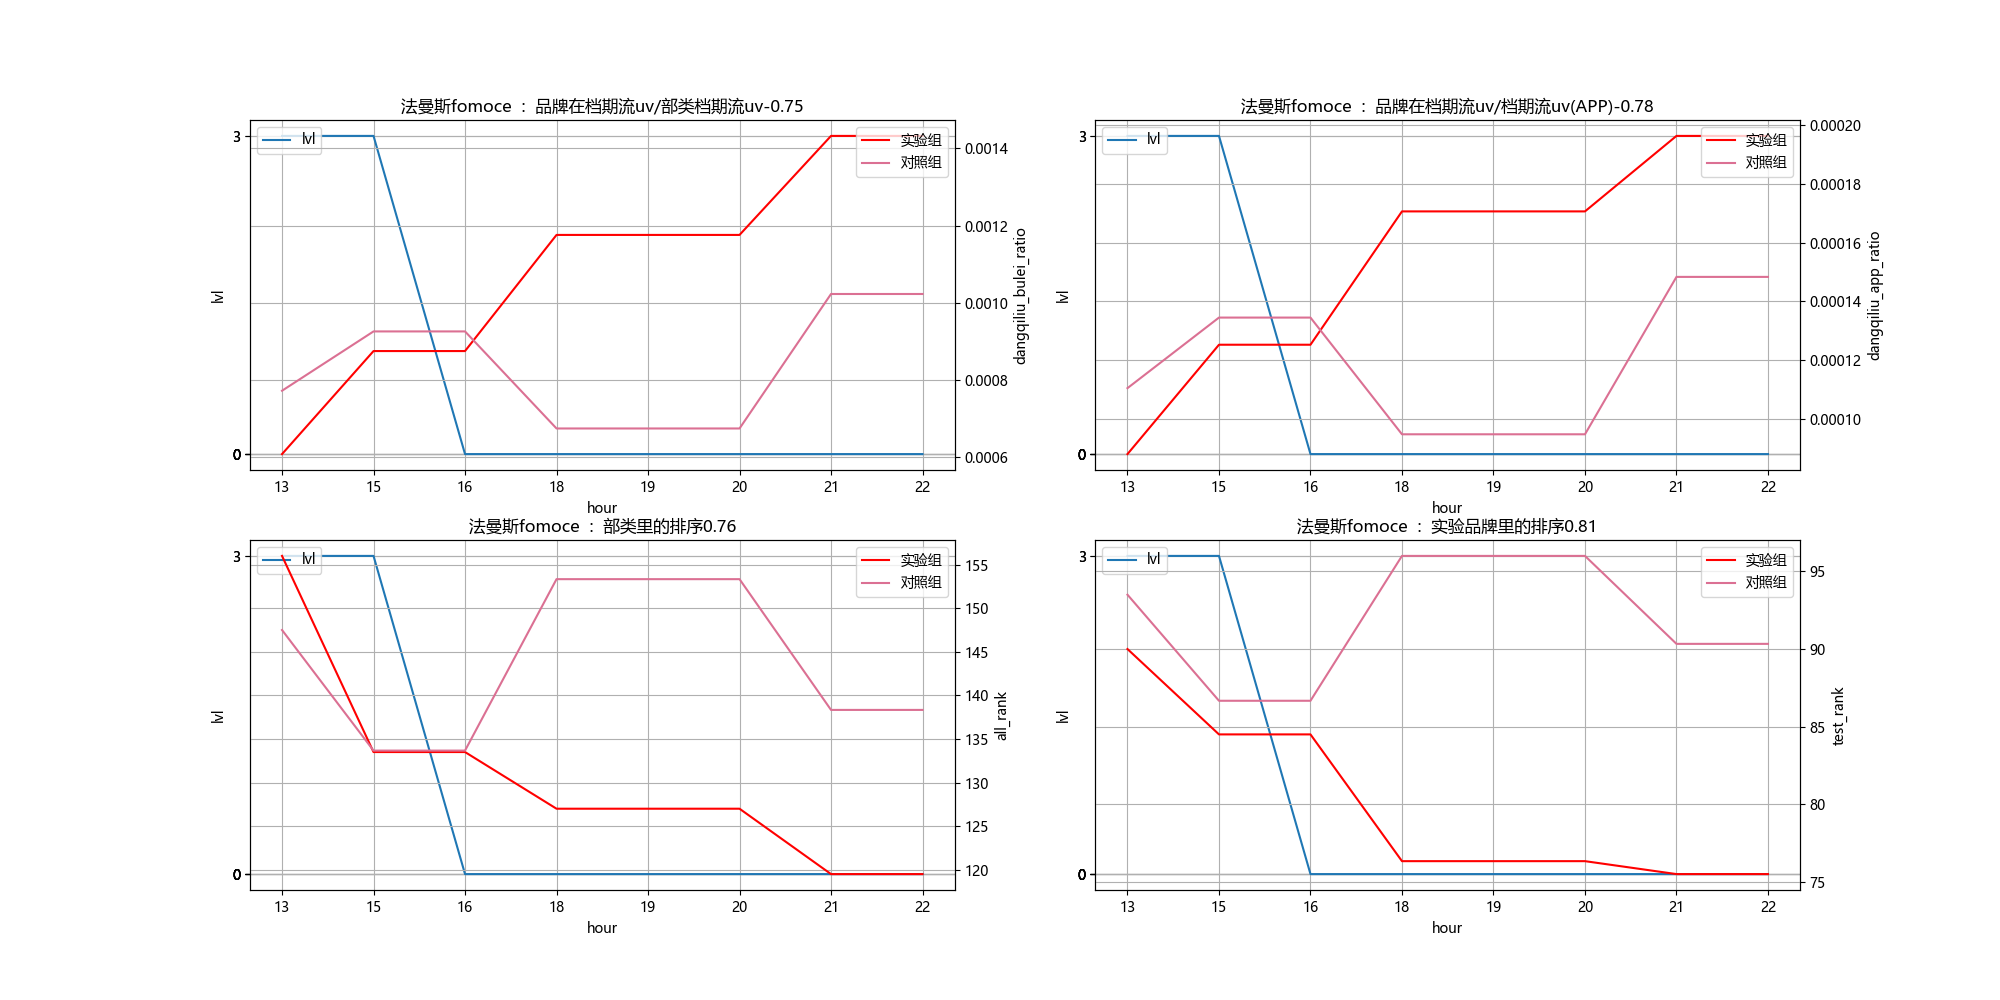 法曼斯fomoce : 品牌在档期流uv/部类档期流uv-0.75
lvl
实验组
对照组
3
0
0.0014
0.0012
0.0010
0.0008
0.0006
lvl
dangqiliu_bulei_ratio
13 15 16 18 19 20 21 22
hour
法曼斯fomoce : 品牌在档期流uv/档期流uv(APP)-0.78
lvl
实验组
对照组
3
0
0.00020
0.00018
0.00016
0.00014
0.00012
0.00010
lvl
dangqiliu_app_ratio
13 15 16 18 19 20 21 22
hour
法曼斯fomoce : 部类里的排序0.76
lvl
实验组
对照组
3
0
155
150
145
140
135
130
125
120
lvl
all_rank
13 15 16 18 19 20 21 22
hour
法曼斯fomoce : 实验品牌里的排序0.81
lvl
实验组
对照组
3
0
95
90
85
80
75
lvl
test_rank
13 15 16 18 19 20 21 22
hour